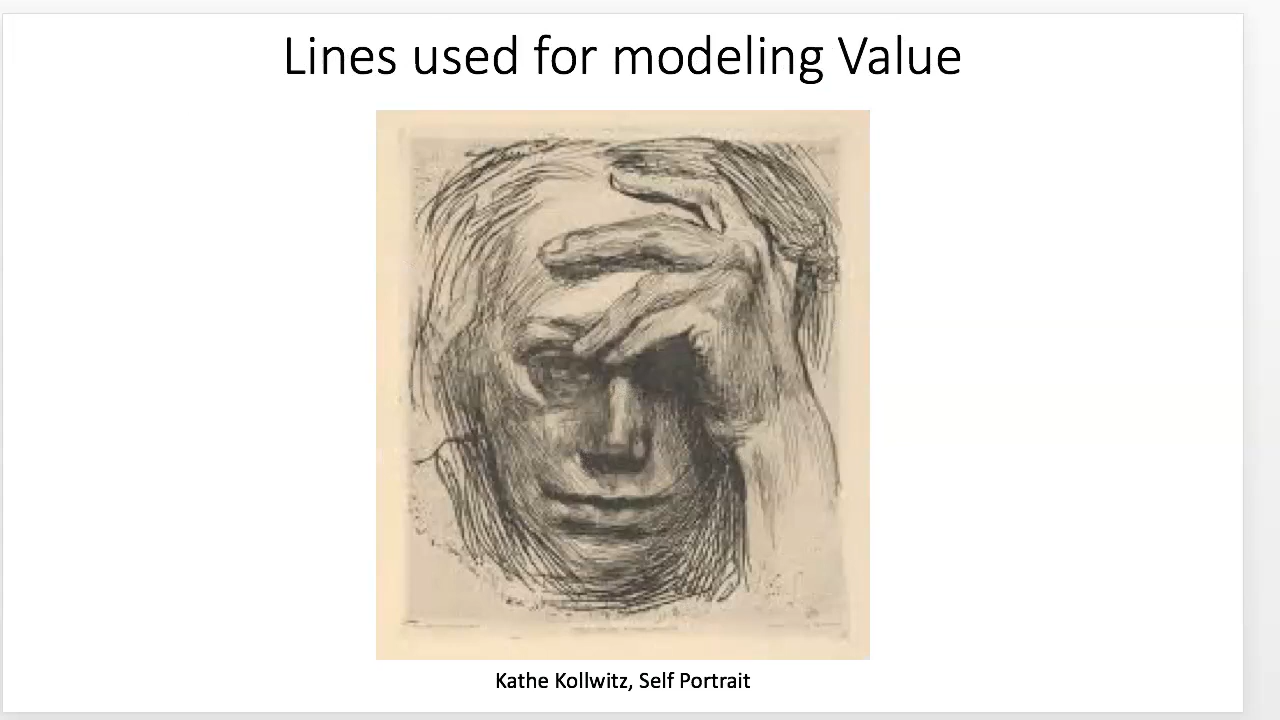 Lines used for modeling Value
Kathe Kollwitz, Self Portrait